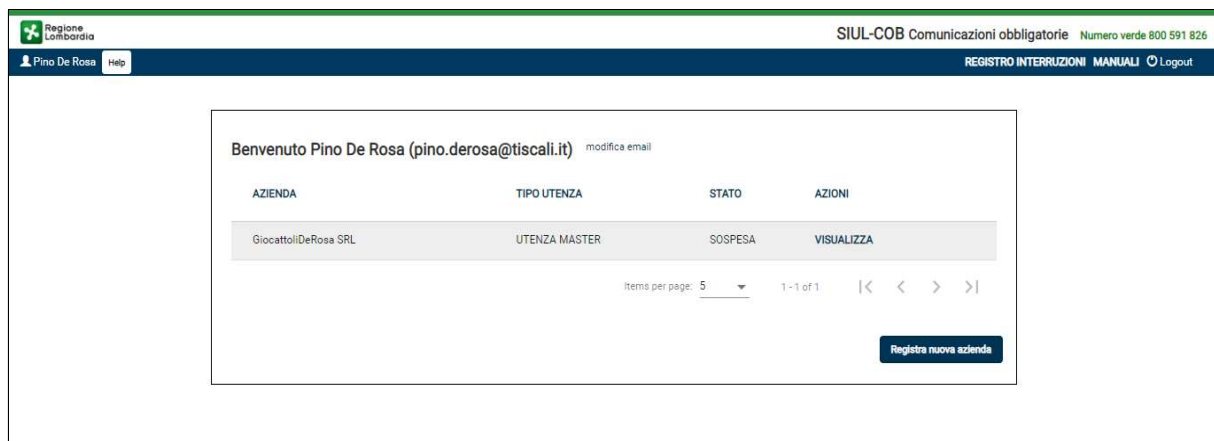 Regione
Lombardia
SIUL-COB Comunicazioni obbligatorie Numero verde 800 591 826
Pino De Rosa Help REGISTRO INTERRUZIONI MANUALI Logout
Benvenuto Pino De Rosa (pino.derosa@tiscali.it) modifica email
AZIENDA TIPO UTENZA STATO AZIONI
GiocattoliDeRosa SRL UTENZA MASTER SOSPESA VISUALIZZA
Items per page: 5 1 - 1 of 1
Registra nuova azienda